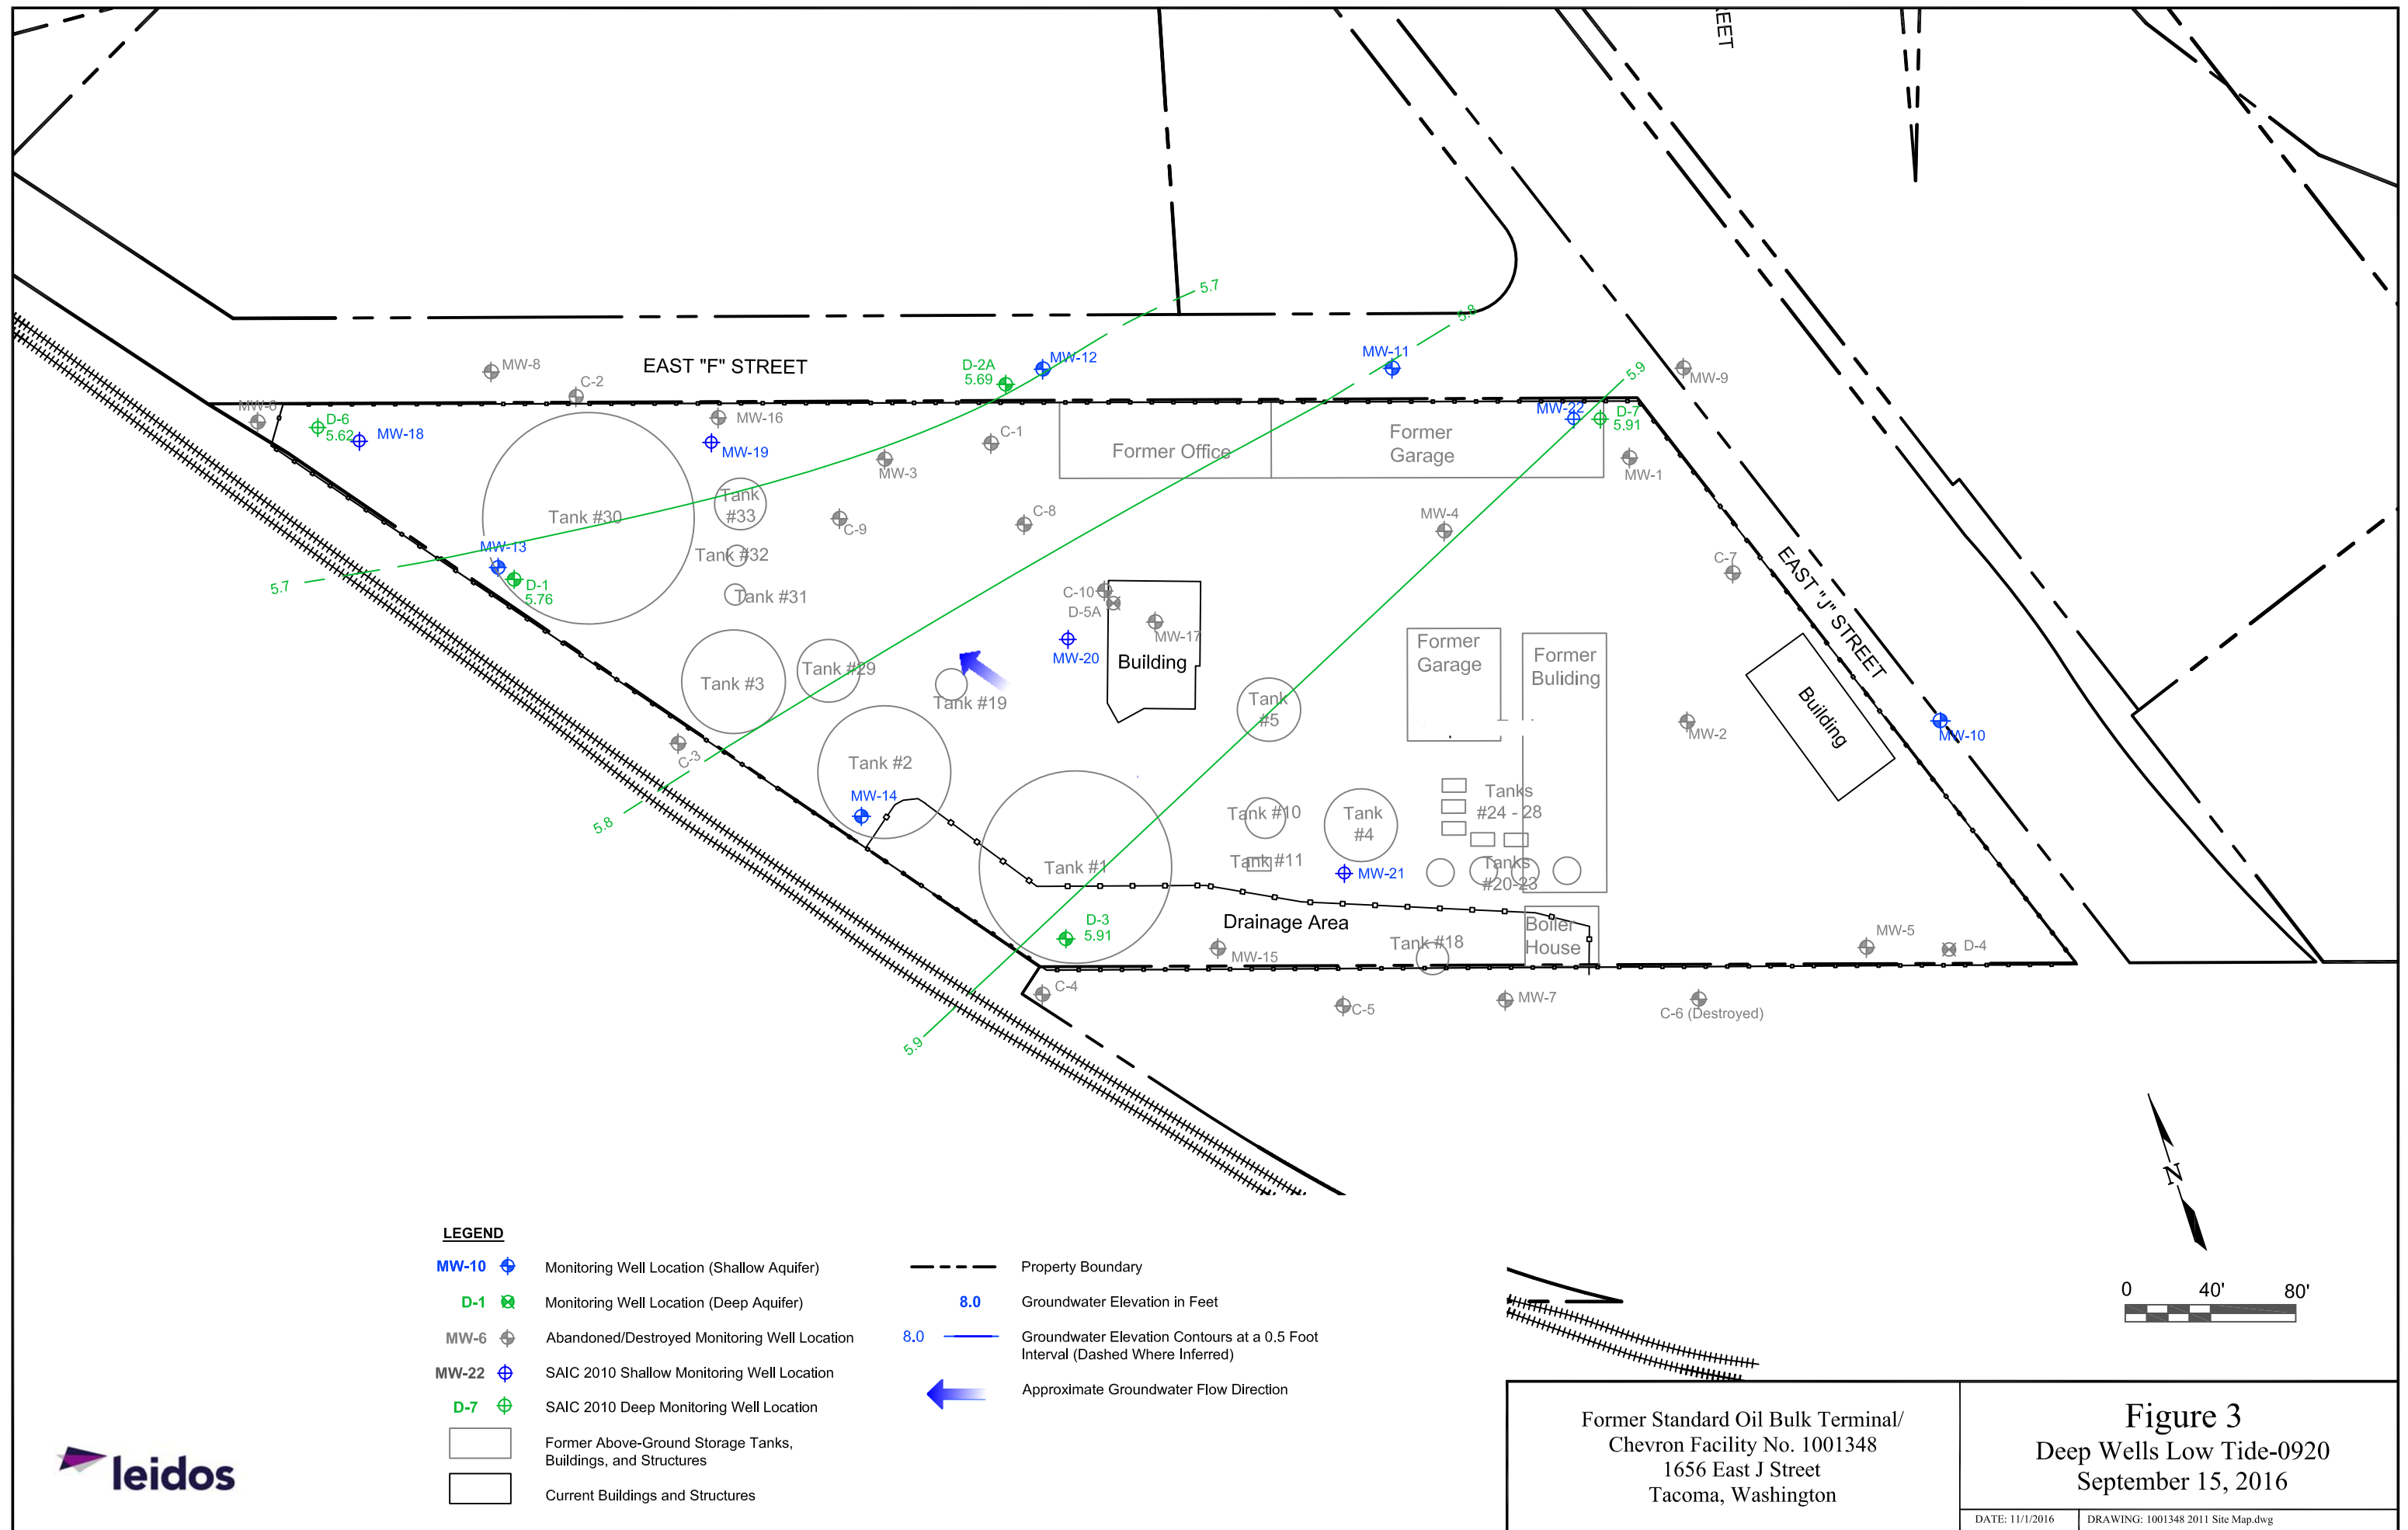 REET
5.7
5.8
5.9
EAST "F" STREET
MW-8
C-2
D-2A
5.69
MW-12
MW-11
MW-9
MW-6
D-6
5.62
MW-18
MW-16
MW-19
C-1
MW-3
Former Office
Former
Garage
MW-22
D-7
5.91
MW-1
Tank #30
Tank
#33
C-9
C-8
MW-4
MW-13
Tank #32
C-7
5.7
D-1
5.76
Tank #31
C-10
D-5A
MW-17
EAST "J" STREET
MW-20
Building
Former
Garage
Former
Buliding
Tank #3
Tank #29
Tank #19
Tank
#5
Building
MW-2
MW-10
C-3
Tank #2
MW-14
5.8
Tanks
#24 - 28
Tank #10
Tank
#4
Tank #1
Tank #11
MW-21
Tanks
#20-23
D-3
5.91
Drainage Area
MW-15
Tank #18
Boiler
House
MW-5
D-4
C-4
C-5
MW-7
C-6 (Destroyed)
5.9
N
LEGEND
MW-10 Monitoring Well Location (Shallow Aquifer)
D-1 Monitoring Well Location (Deep Aquifer)
MW-6 Abandoned/Destroyed Monitoring Well Location
MW-22 SAIC 2010 Shallow Monitoring Well Location
D-7 SAIC 2010 Deep Monitoring Well Location
Former Above-Ground Storage Tanks,
Buildings, and Structures
Current Buildings and Structures
Property Boundary
8.0 Groundwater Elevation in Feet
8.0 Groundwater Elevation Contours at a 0.5 Foot
Interval (Dashed Where Inferred)
Approximate Groundwater Flow Direction
0 40' 80'
leidos
Former Standard Oil Bulk Terminal/
Chevron Facility No. 1001348
1656 East J Street
Tacoma, Washington
Figure 3
Deep Wells Low Tide-0920
September 15, 2016
DATE: 11/1/2016
DRAWING: 1001348 2011 Site Map.dwg